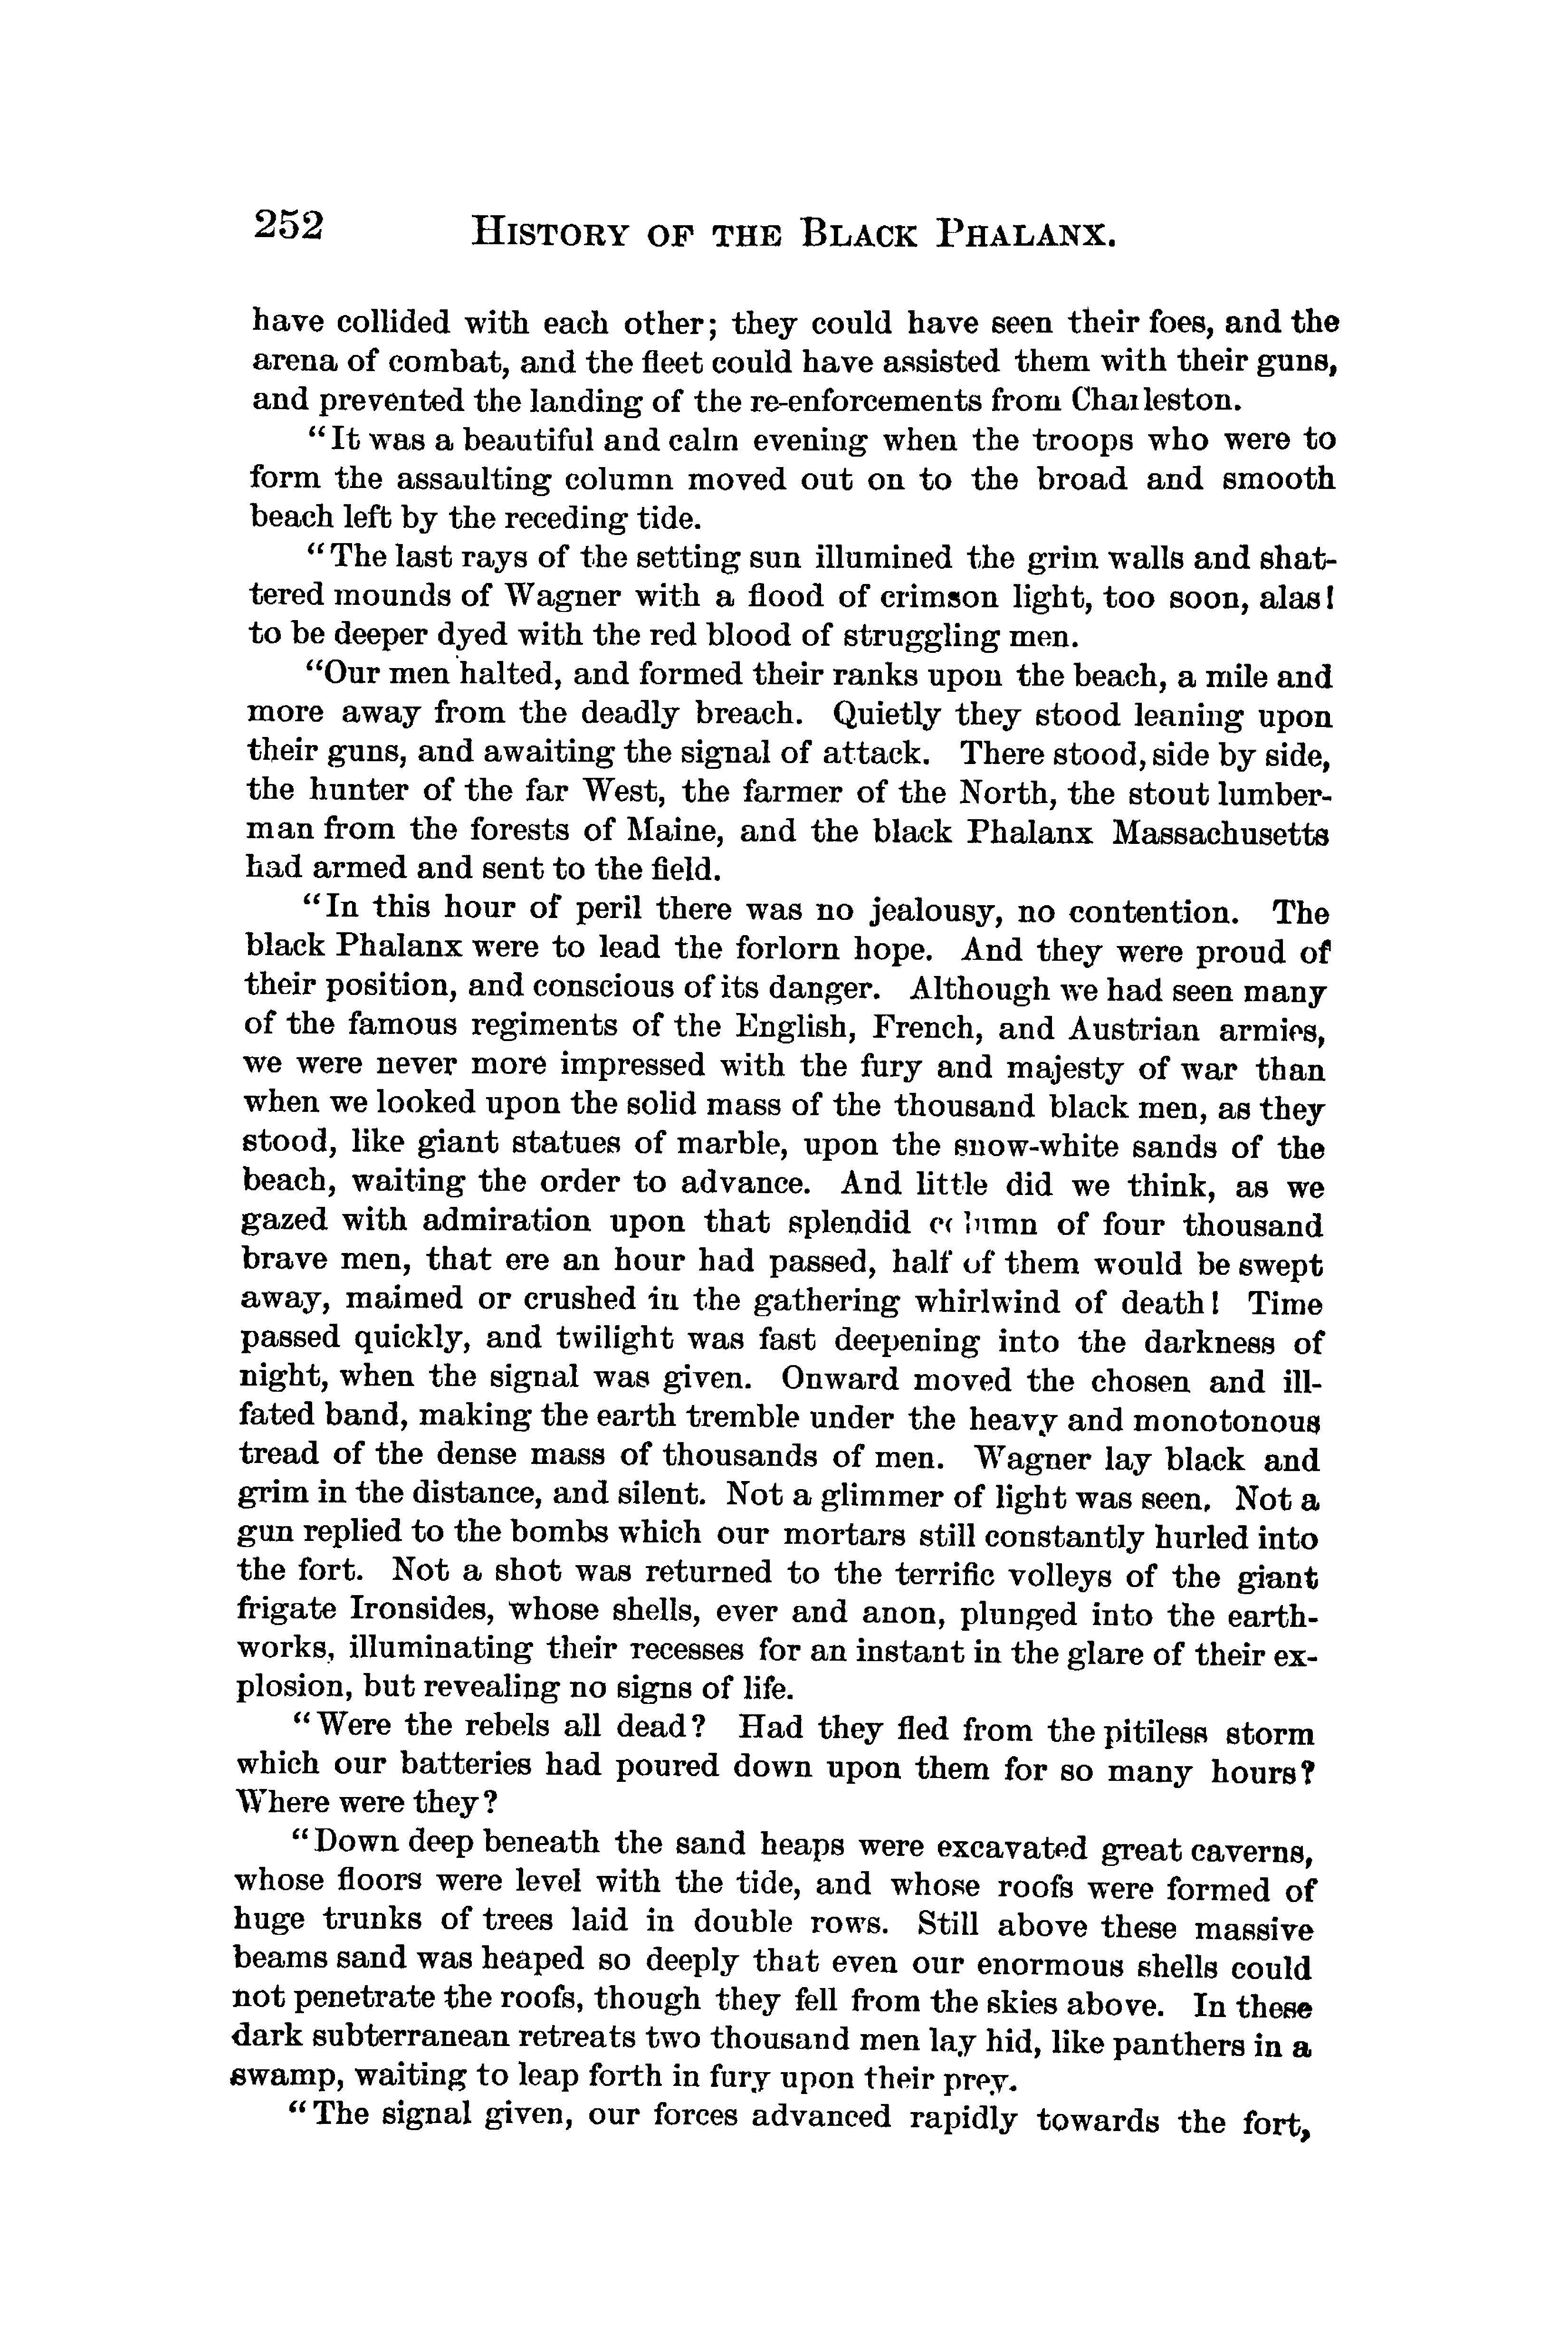 252 HISTORY OF THE BLACK PHALANX.
have collided with each other; they could have seen their foes, and the
arena of combat, and the fleet could have assisted them with their guns,
and prevented the landing of the re-enforcements from Charleston.
“It was a beautiful and calm evening when the troops who were to
form the assaulting column moved out on to the broad and smooth
beach left by the receding tide.
“The last rays of the setting sun illumined the grim walls and shat-
tered mounds of Wagner with a flood of crimson light, too soon, alas!
to be deeper dyed with the red blood of struggling men.
“Our men halted, and formed their ranks upon the beach, a mile and
more away from the deadly breach. Quietly they stood leaning upon
their guns, and awaiting the signal of attack. There stood, side by side,
the hunter of the far West, the farmer of the North, the stout lumber-
man from the forests of Maine, and the black Phalanx Massachusetts
had armed and sent to the field.
“In this hour of peril there was no jealousy, no contention. The
black Phalanx were to lead the forlorn hope. And they were proud of
their position, and conscious of its danger. Although we had seen many
of the famous regiments of the English, French, and Austrian armies,
we were never more impressed with the fury and majesty of war than
when we looked upon the solid mass of the thousand black men, as they
stood, like giant statues of marble, upon the snow-white sands of the
beach, waiting the order to advance. And little did we think, as we
gazed with admiration upon that splendid column of four thousand
brave men, that ere an hour had passed, half of them would be swept
away, maimed or crushed in the gathering whirlwind of death! Time
passed quickly, and twilight was fast deepening into the darkness of
night, when the signal was given. Onward moved the chosen and ill-
fated band, making the earth tremble under the heavy and monotonous
tread of the dense mass of thousands of men. Wagner lay black and
grim in the distance, and silent. Not a glimmer of light was seen. Not a
gun replied to the bombs which our mortars still constantly hurled into
the fort. Not a shot was returned to the terrific volleys of the giant
frigate Ironsides, whose shells, ever and anon, plunged into the earth-
works, illuminating their recesses for an instant in the glare of their ex-
plosion, but revealing no signs of life.
“Were the rebels all dead? Had they fled from the pitiless storm
which our batteries had poured down upon them for so many hours?
Where were they?
“Down deep beneath the sand heaps were excavated great caverns,
whose floors were level with the tide, and whose roofs were formed of
huge trunks of trees laid in double rows. Still above these massive
beams sand was heaped so deeply that even our enormous shells could
not penetrate the roofs, though they fell from the skies above. In these
dark subterranean retreats two thousand men lay hid, like panthers in a
swamp, waiting to leap forth in fury upon their prey.
“The signal given, our forces advanced rapidly towards the fort,